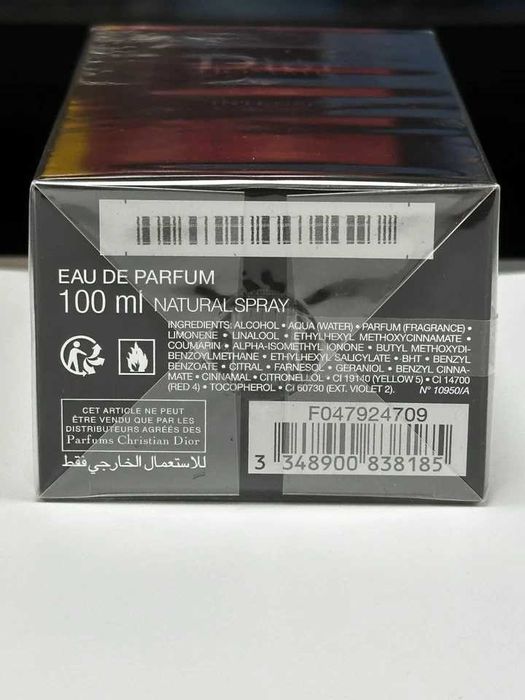 EAU DE PARFUM
100 ml NATURAL SPRAY
INGREDIENTS: ALCOHOL • AQUA (WATER) • PARFUM (FRAGRANCE) •
LIMONENE • LINALOOL • ETHYLHEXYL METHOXYCINNAMATE •
COUMARIN • ALPHA-ISOMETHYL IONONE • BUTYL METHOXYDI-
BENZOYLMETHANE • ETHYLHEXYL SALICYLATE • BHT • BENZYL
BENZOATE • CITRAL • FARNESOL • GERANIOL • BENZYL CINNA-
MATE • CINNAMAL • CITRONELLOL • CI 19140 (YELLOW 5) • CI 14700
(RED 4) • TOCOPHEROL • CI 60730 (EXT. VIOLET 2).
N° 10950/A
CET ARTICLE NE PEUT
ÊTRE VENDU QUE PAR LES
DISTRIBUTEURS AGRÉÉS DE
Parfums Christian Dior
للاستعمال الخارجي فقط
F047924709
3 348900 838185